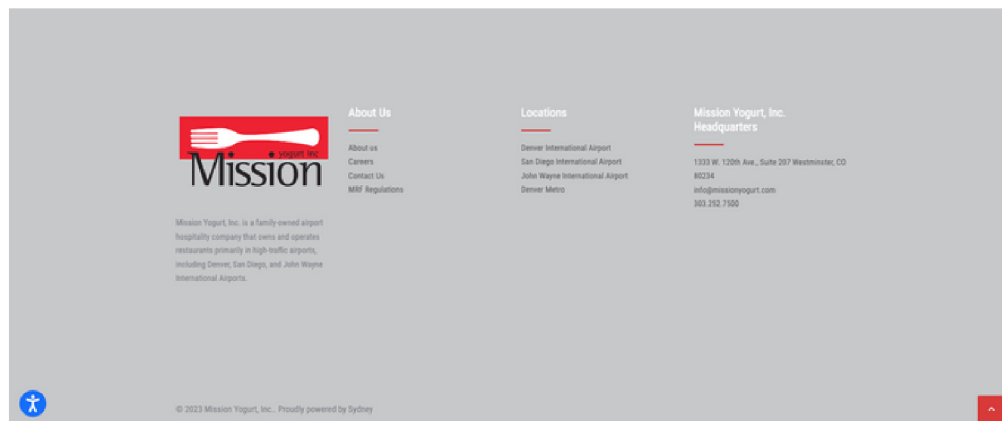 yogurt inc
Mission
Mission Yogurt, Inc. is a family-owned airport
hospitality company that owns and operates
restaurants primarily in high-traffic airports,
including Denver, San Diego, and John Wayne
International Airports.
About Us
About us
Careers
Contact Us
MRF Regulations
Locations
Denver International Airport
San Diego International Airport
John Wayne International Airport
Denver Metro
Mission Yogurt, Inc.
Headquarters
1333 W. 120th Ave., Suite 207 Westminster, CO
80234
info@missionyogurt.com
303.252.7500
© 2023 Mission Yogurt, Inc.. Proudly powered by Sydney